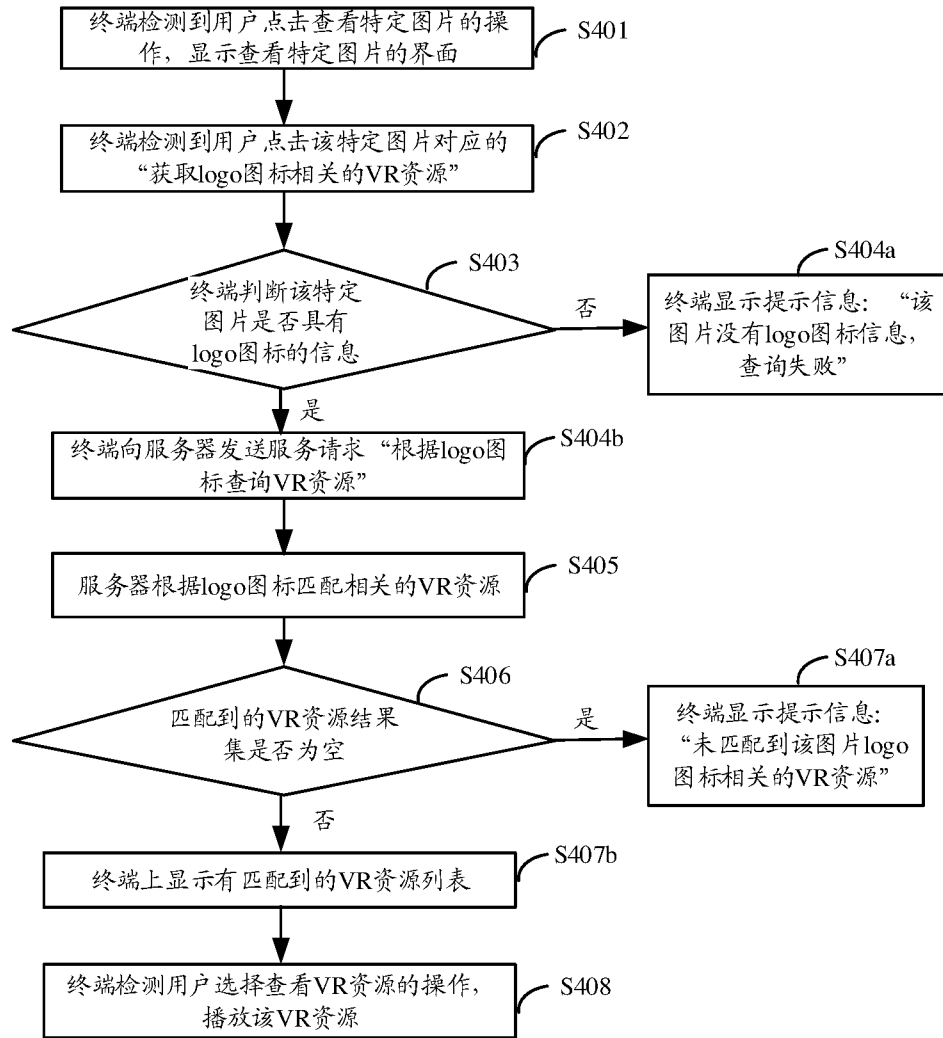 终端检测到用户点击查看特定图片的操
作，显示查看特定图片的界面
S401
终端检测到用户点击该特定图片对应的
“获取logo图标相关的VR资源”
S402
终端判断该特定
图片是否具有
logo图标的信息
S403
否
终端显示提示信息：“该
图片没有logo图标信息，
查询失败”
S404a
是
终端向服务器发送服务请求“根据logo图
标查询VR资源”
S404b
服务器根据logo图标匹配相关的VR资源
S405
匹配到的VR资源结果
集是否为空
S406
是
终端显示提示信息：
“未匹配到该图片logo
图标相关的VR资源”
S407a
否
终端上显示有匹配到的VR资源列表
S407b
终端检测用户选择查看VR资源的操作，
播放该VR资源
S408